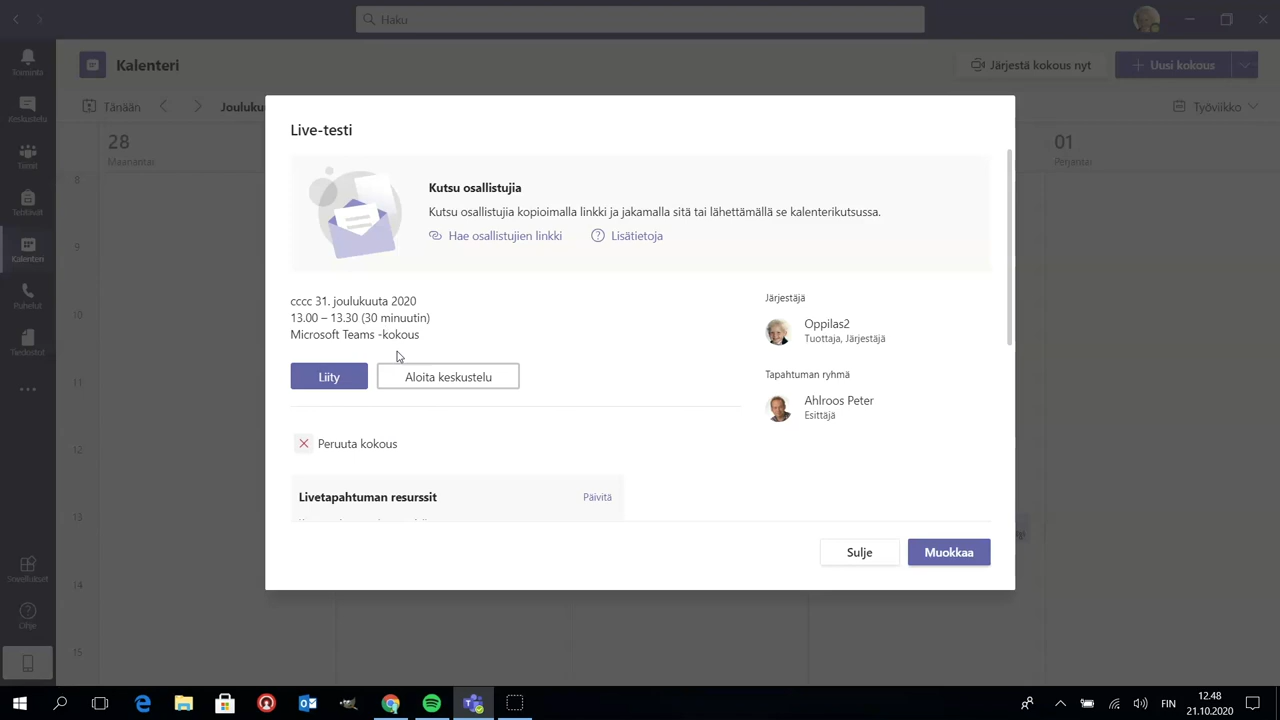 Haku
Toiminta
Kalenteri
Järjestä kokous nyt
Uusi kokous
Keskustelu
Tänään
Jouluku
Työviikko
28
Maanantai
01
Perjantai
Tiimit
Tehtävät
Kalenteri
Puhelut
Tiedostot
8
9
10
11
12
13
14
15
Live-testi
Kutsu osallistujia
Kutsu osallistujia kopioimalla linkki ja jakamalla sitä tai lähettämällä se kalenterikutsussa.
Hae osallistujien linkki
Lisätietoja
cccc 31. joulukuuta 2020
13.00 – 13.30 (30 minuutin)
Microsoft Teams -kokous
Liity
Aloita keskustelu
Peruuta kokous
Livetapahtuman resurssit
Päivitä
Järjestäjä
Oppilas2
Tuottaja, Järjestäjä
Tapahtuman ryhmä
Ahlroos Peter
Esittäjä
Sulje
Muokkaa
Sovellukset
Ohje
FIN
12.48
21.10.2020